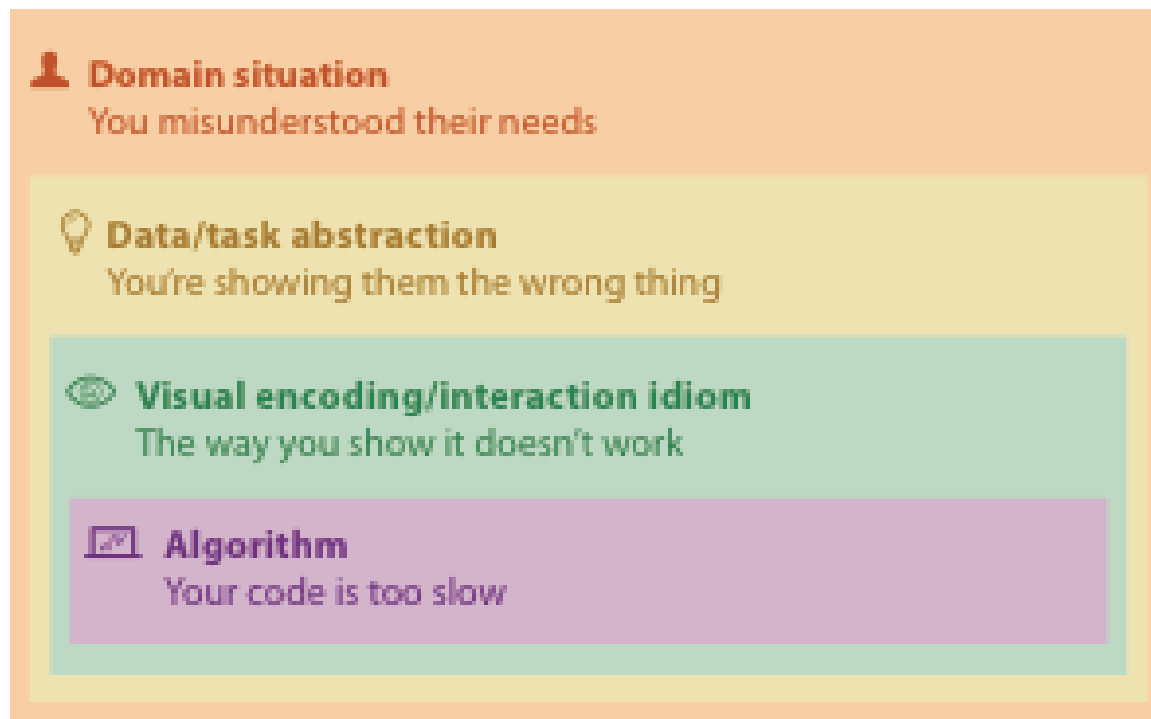 Domain situation
You misunderstood their needs
Data/task abstraction
You're showing them the wrong thing
Visual encoding/interaction idiom
The way you show it doesn't work
Algorithm
Your code is too slow